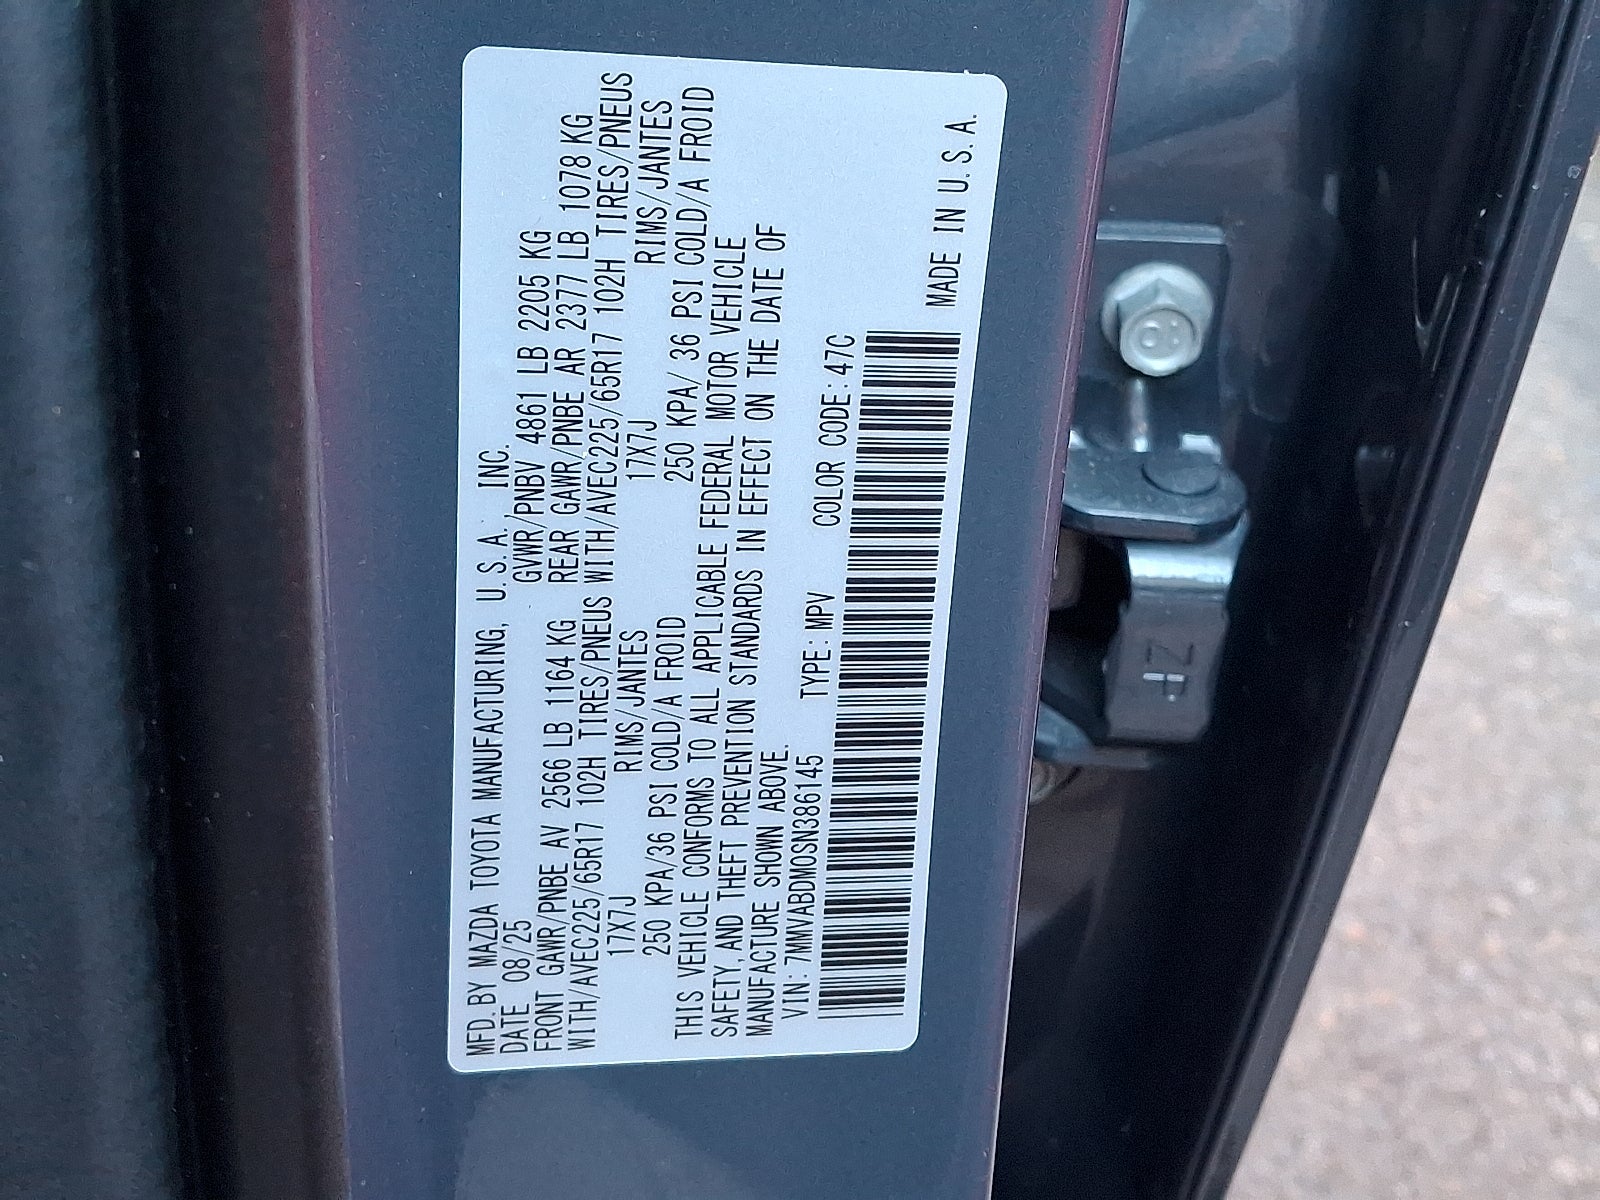 MFD. BY MAZDA TOYOTA MANUFACTURING, U.S.A. INC.
DATE 08/25 GVWR/PNBV 4861 LB 2205 KG
FRONT GAWR/PNBE AV 2566 LB 1164 KG REAR GAWR/PNBE AR 2377 LB 1078 KG
WITH/AVEC225/65R17 102H TIRES/PNEUS WITH/AVEC225/65R17 102H TIRES/PNEUS
17X7J RIMS/JANTES 17X7J RIMS/JANTES
250 KPA/36 PSI COLD/A FROID 250 KPA/ 36 PSI COLD/A FROID
THIS VEHICLE CONFORMS TO ALL APPLICABLE FEDERAL MOTOR VEHICLE
SAFETY, AND THEFT PREVENTION STANDARDS IN EFFECT ON THE DATE OF
MANUFACTURE SHOWN ABOVE.
VIN: 7MMVABDM0SN386145 TYPE: MPV COLOR CODE: 47C
MADE IN U.S.A.
8